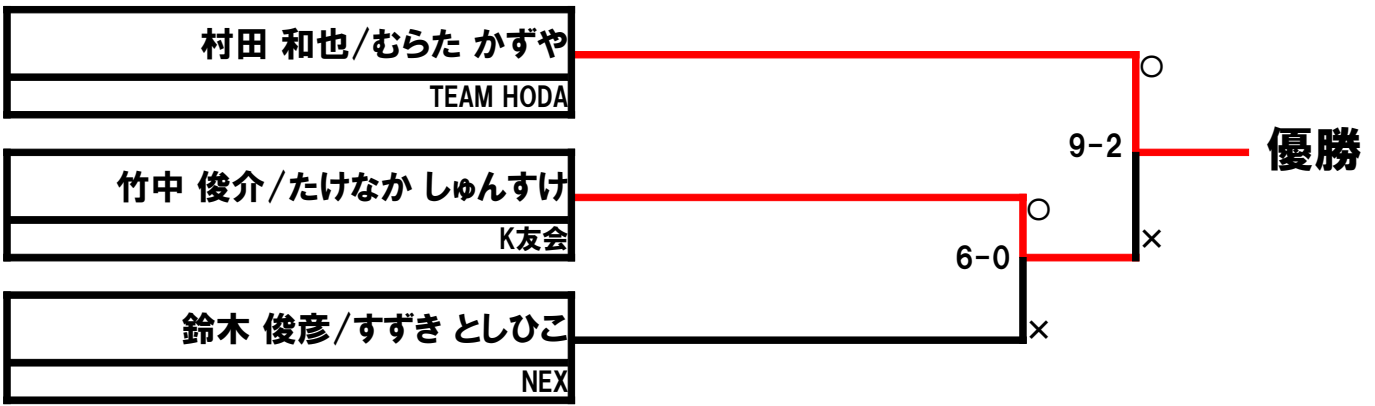 村田 和也/むらた かずや
TEAM HODA
○
9-2
優勝
竹中 俊介/たけなか しゅんすけ
K友会
○
×
6-0
鈴木 俊彦/すずき としひこ
×
NEX